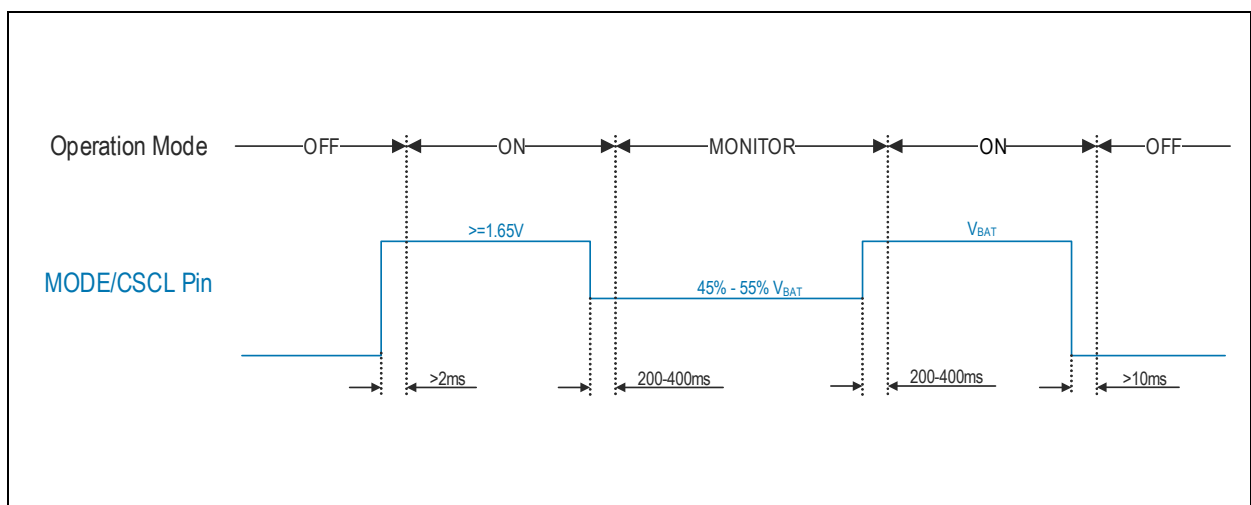 Operation Mode OFF ON MONITOR ON OFF
>=1.65V VBAT
MODE/CSCL Pin 45% - 55% VBAT
>2ms 200-400ms 200-400ms >10ms